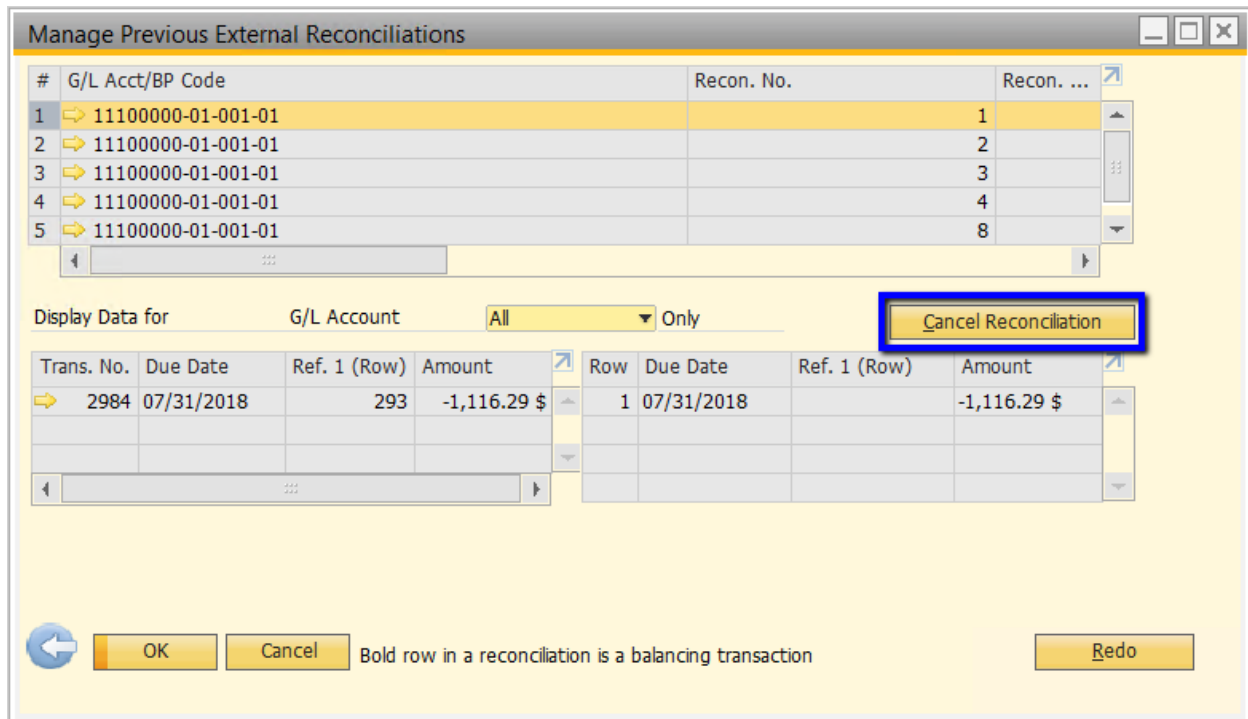 Manage Previous External Reconciliations
# G/L Acct/BP Code Recon. No. Recon. ...
1 11100000-01-001-01 1
2 11100000-01-001-01 2
3 11100000-01-001-01 3
4 11100000-01-001-01 4
5 11100000-01-001-01 8
Display Data for G/L Account All Only Cancel Reconciliation
Trans. No. Due Date Ref. 1 (Row) Amount Row Due Date Ref. 1 (Row) Amount
2984 07/31/2018 293 -1,116.29 $ 1 07/31/2018 -1,116.29 $
OK Cancel Bold row in a reconciliation is a balancing transaction Redo